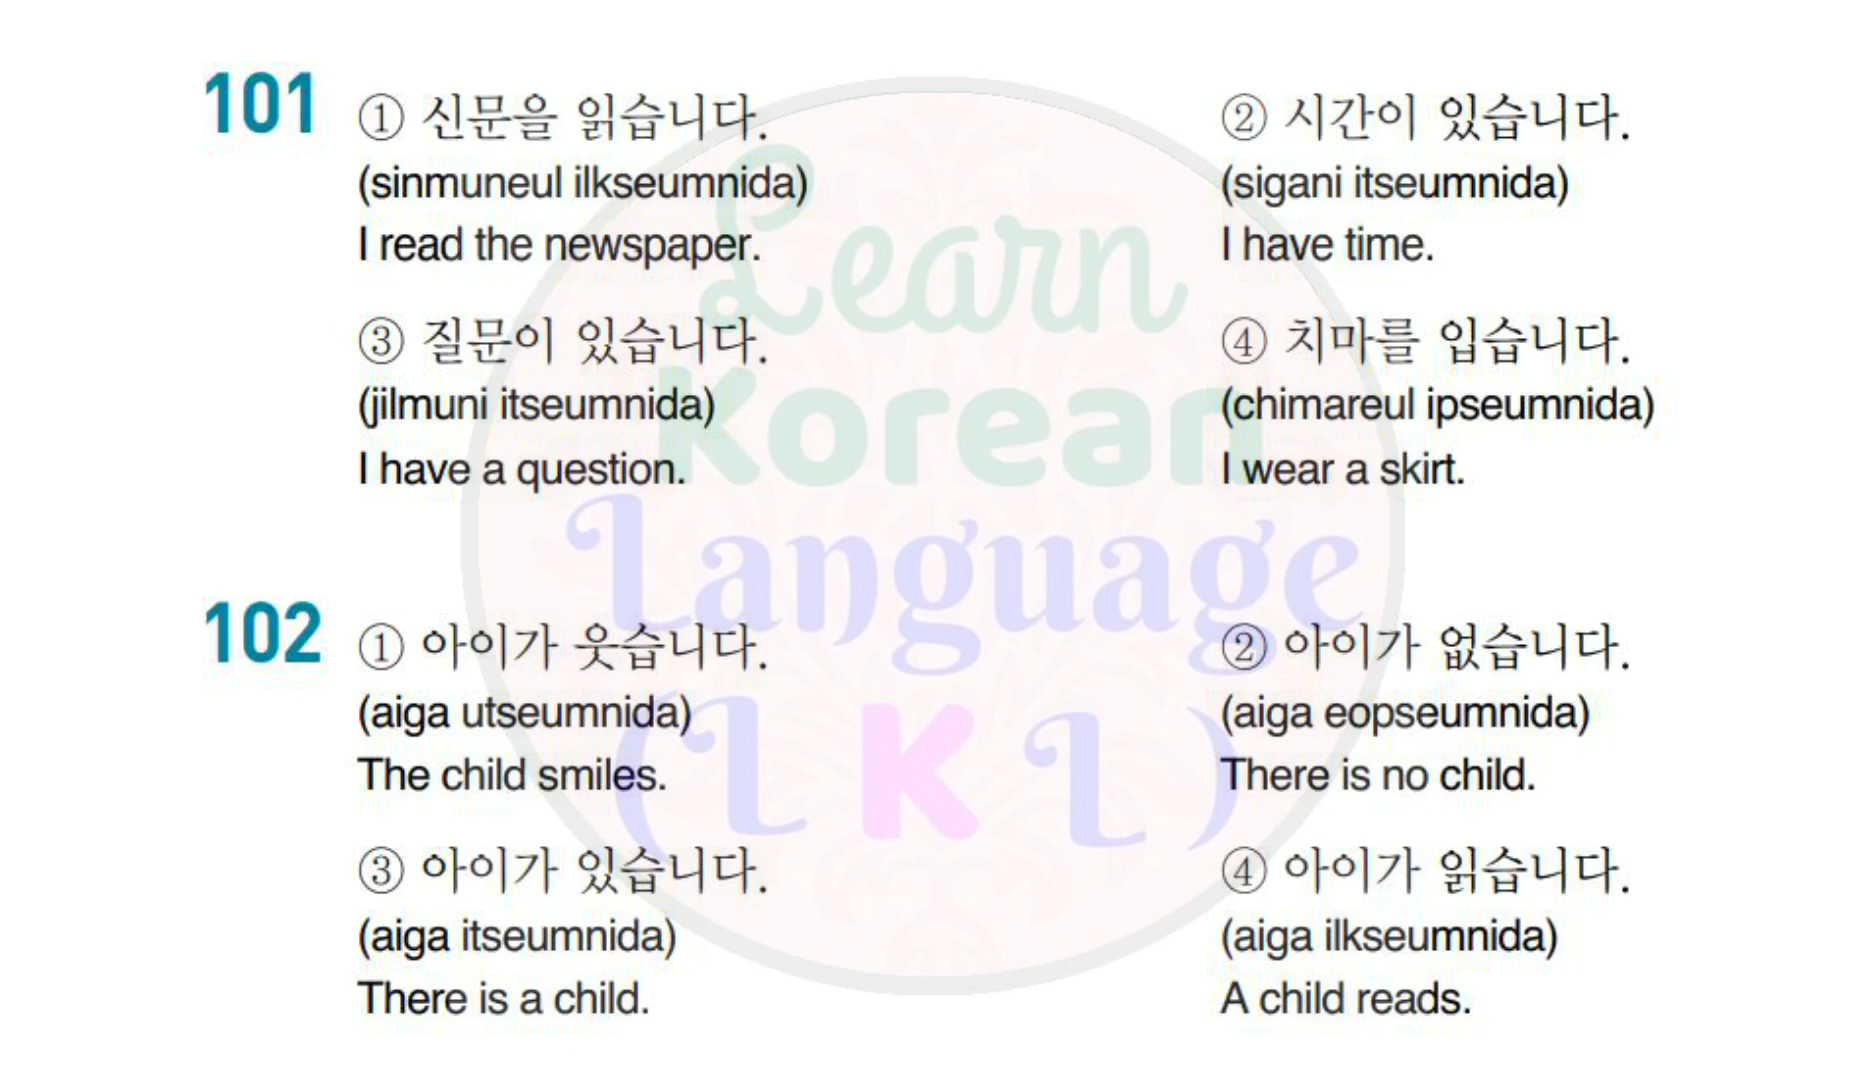 101
① 신문을 읽습니다.
(sinmuneul ilkseumnida)
I read the newspaper.
② 시간이 있습니다.
(sigani itseumnida)
I have time.
③ 질문이 있습니다.
(jilmuni itseumnida)
I have a question.
④ 치마를 입습니다.
(chimareul ipseumnida)
I wear a skirt.
102
① 아이가 웃습니다.
(aiga utseumnida)
The child smiles.
② 아이가 없습니다.
(aiga eopseumnida)
There is no child.
③ 아이가 있습니다.
(aiga itseumnida)
There is a child.
④ 아이가 읽습니다.
(aiga ilkseumnida)
A child reads.
Learn
Korean
Language
(L K L)